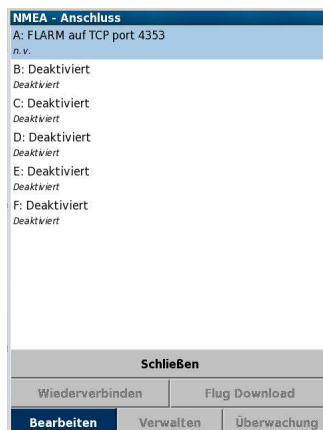 NMEA - Anschluss
A: FLARM auf TCP port 4353
n.v.
B: Deaktiviert
Deaktiviert
C: Deaktiviert
Deaktiviert
D: Deaktiviert
Deaktiviert
E: Deaktiviert
Deaktiviert
F: Deaktiviert
Deaktiviert
Schließen
Wiederverbinden Flug Download
Bearbeiten Verwalten Überwachung